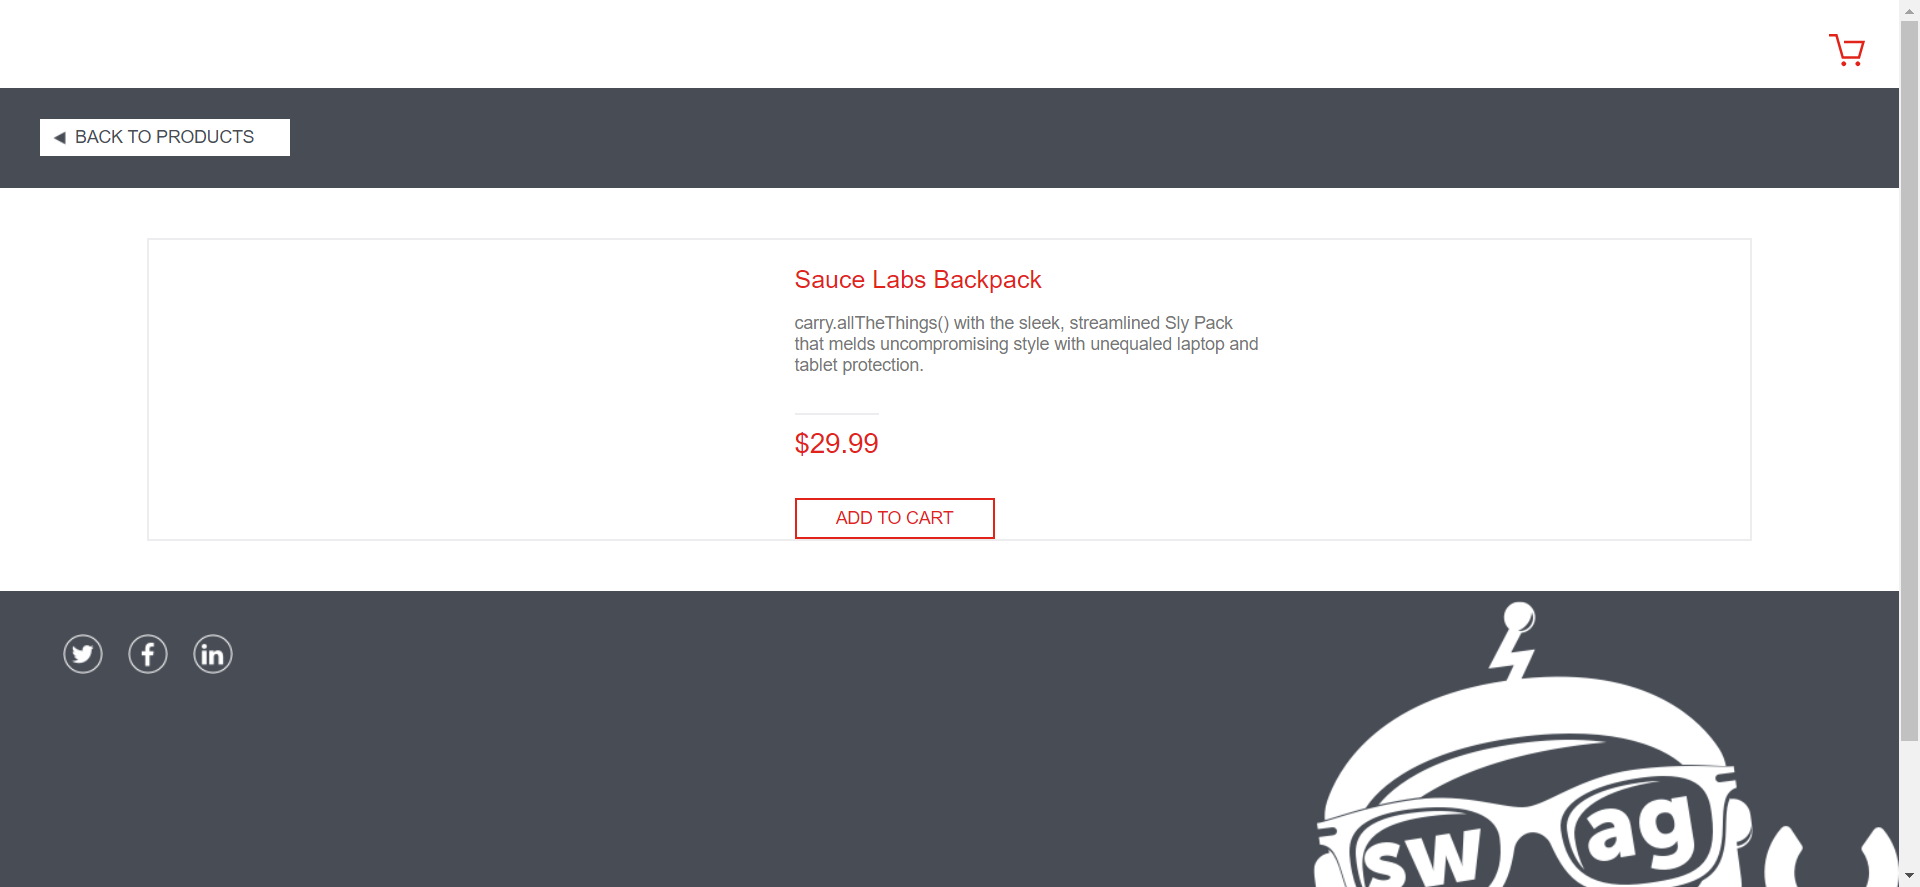 BACK TO PRODUCTS
Sauce Labs Backpack
carry.allTheThings() with the sleek, streamlined Sly Pack
that melds uncompromising style with unequaled laptop and
tablet protection.
$29.99
ADD TO CART
in
sw ag